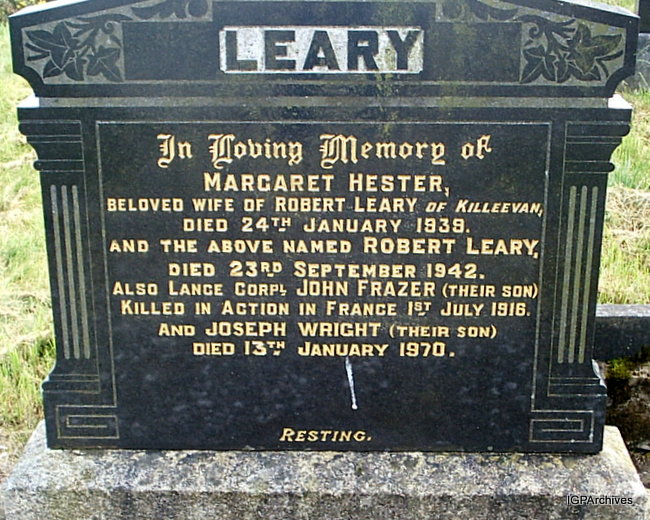 LEARY
In Loving Memory of
MARGARET HESTER,
BELOVED WIFE OF ROBERT LEARY OF KILLEEVAN,
DIED 24TH JANUARY 1939.
AND THE ABOVE NAMED ROBERT LEARY,
DIED 23RD SEPTEMBER 1942.
ALSO LANCE CORPL JOHN FRAZER (THEIR SON)
KILLED IN ACTION IN FRANCE 1ST JULY 1916.
AND JOSEPH WRIGHT (THEIR SON)
DIED 13TH JANUARY 1970.
RESTING.
IGPArchives